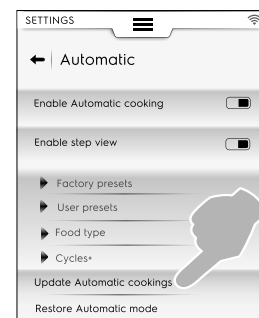 SETTINGS
Automatic
Enable Automatic cooking
Enable step view
Factory presets
User presets
Food type
Cycles+
Update Automatic cookings
Restore Automatic mode